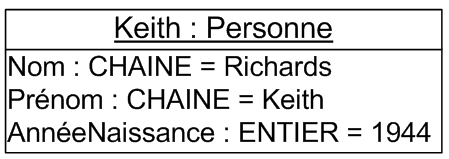 Keith : Personne
Nom : CHAINE = Richards
Prénom : CHAINE = Keith
AnnéeNaissance : ENTIER = 1944